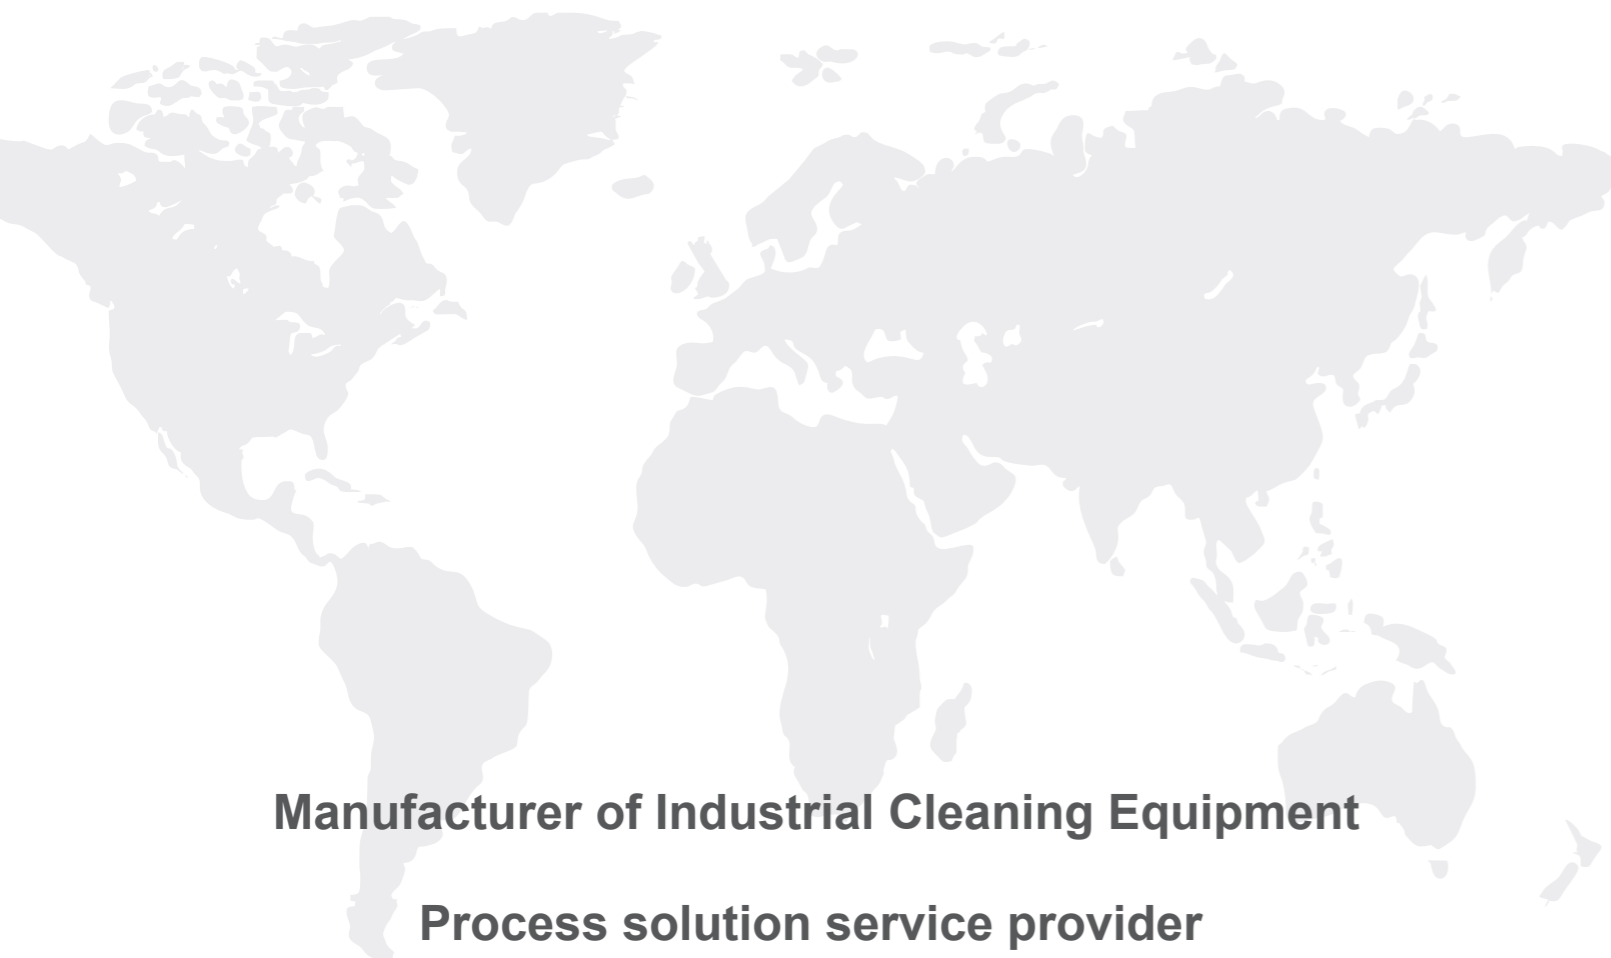 Manufacturer of Industrial Cleaning Equipment
Process solution service provider